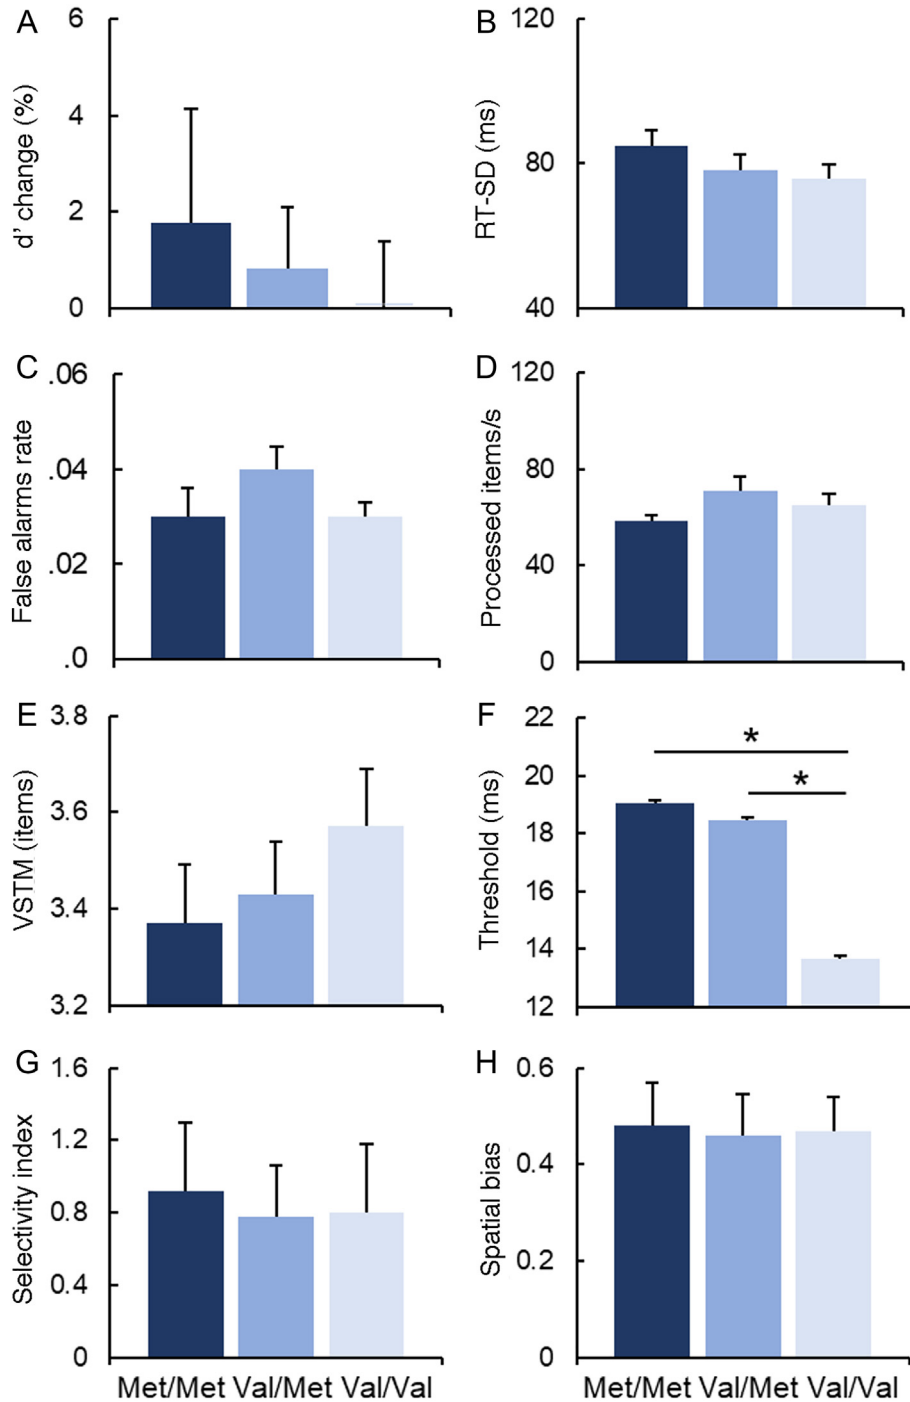 A
d' change (%)
6
4
2
0
B
RT-SD (ms)
120
80
40
C
False alarms rate
.06
.04
.02
.0
D
Processed items/s
120
80
40
0
E
VSTM (items)
3.8
3.6
3.4
3.2
F
Threshold (ms)
22
20
18
16
14
12
*
*
G
Selectivity index
1.6
1.2
0.8
0.4
0
Met/Met Val/Met Val/Val
H
Spatial bias
0.6
0.4
0.2
0
Met/Met Val/Met Val/Val